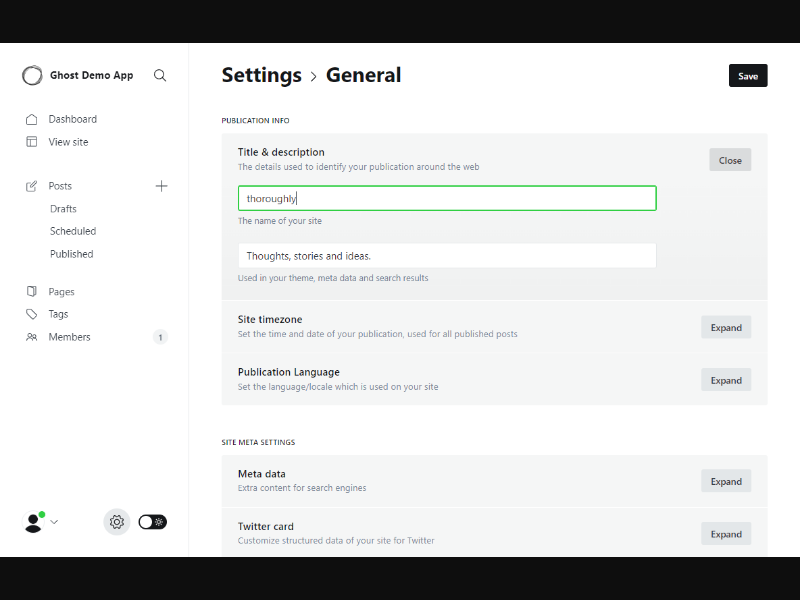 Ghost Demo App
Dashboard
View site
Posts
Drafts
Scheduled
Published
Pages
Tags
Members 1
Settings > General
Save
PUBLICATION INFO
Title & description
The details used to identify your publication around the web
Close
thoroughly
The name of your site
Thoughts, stories and ideas.
Used in your theme, meta data and search results
Site timezone
Set the time and date of your publication, used for all published posts
Expand
Publication Language
Set the language/locale which is used on your site
Expand
SITE META SETTINGS
Meta data
Extra content for search engines
Expand
Twitter card
Customize structured data of your site for Twitter
Expand